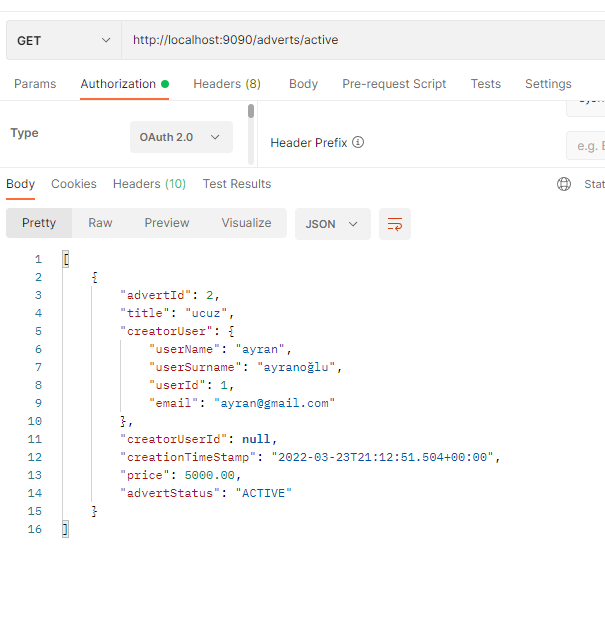 GET http://localhost:9090/adverts/active
Params Authorization Headers (8) Body Pre-request Script Tests Settings
Type OAuth 2.0
Header Prefix e.g.
Body Cookies Headers (10) Test Results
Pretty Raw Preview Visualize JSON
1 [
2 {
3 "advertId": 2,
4 "title": "ucuz",
5 "creatorUser": {
6 "userName": "ayran",
7 "userSurname": "ayranoğlu",
8 "userId": 1,
9 "email": "ayran@gmail.com"
10 },
11 "creatorUserId": null,
12 "creationTimeStamp": "2022-03-23T21:12:51.504+00:00",
13 "price": 5000.00,
14 "advertStatus": "ACTIVE"
15 }
16 ]